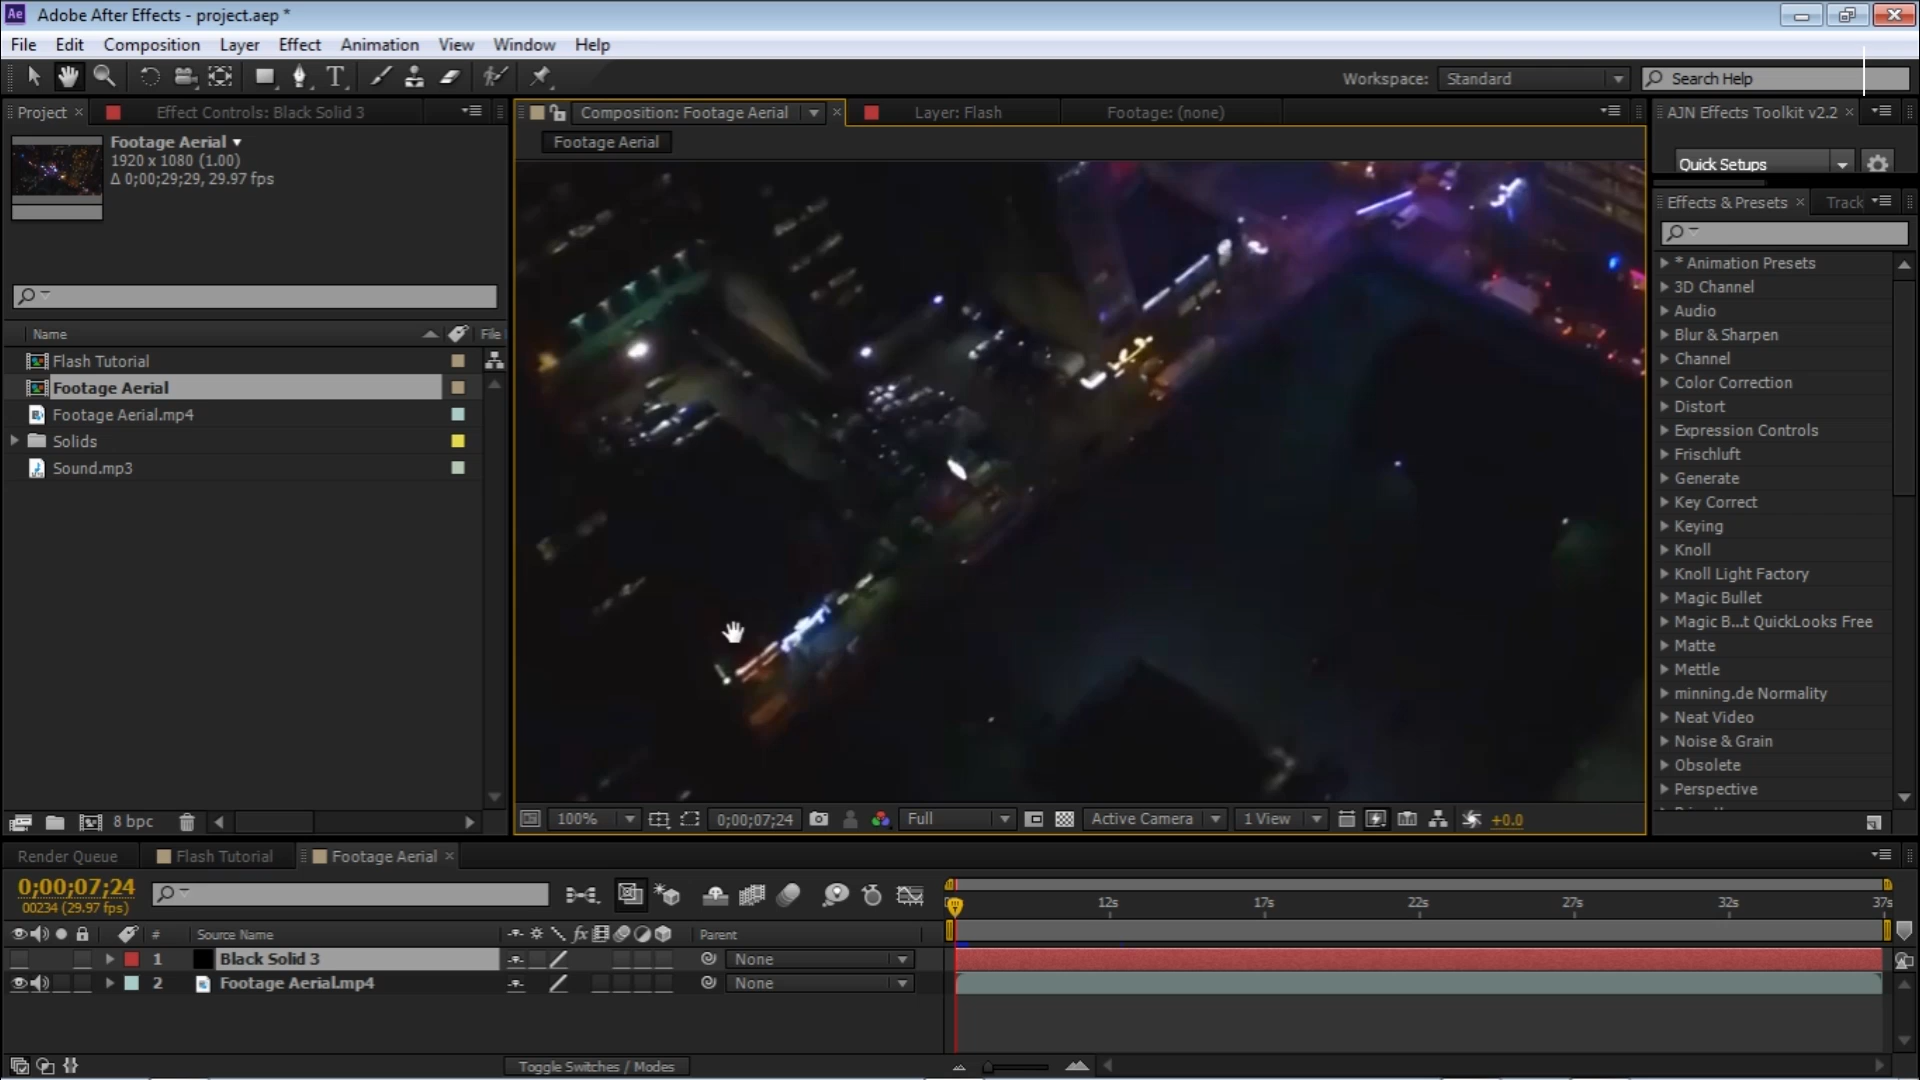 Ae Adobe After Effects - project.aep *
File Edit Composition Layer Effect Animation View Window Help
Workspace: Standard Search Help
Project × Effect Controls: Black Solid 3 Composition: Footage Aerial × Layer: Flash Footage: (none) AJN Effects Toolkit v2.2 ×
Footage Aerial
1920 x 1080 (1.00)
Δ 0;00;29;29, 29.97 fps
Footage Aerial
Quick Setups
Effects & Presets × Track
Name File
Flash Tutorial
Footage Aerial
Footage Aerial.mp4
Solids
Sound.mp3
* Animation Presets
3D Channel
Audio
Blur & Sharpen
Channel
Color Correction
Distort
Expression Controls
Frischluft
Generate
Key Correct
Keying
Knoll
Knoll Light Factory
Magic Bullet
Magic B...t QuickLooks Free
Matte
Mettle
minning.de Normality
Neat Video
Noise & Grain
Obsolete
Perspective
8 bpc
100% 0;00;07;24 Full Active Camera 1 View +0.0
Render Queue Flash Tutorial Footage Aerial ×
0;00;07;24
00234 (29.97 fps)
12s 17s 22s 27s 32s 37s
# Source Name fx Parent
1 Black Solid 3 None
2 Footage Aerial.mp4 None
Toggle Switches / Modes